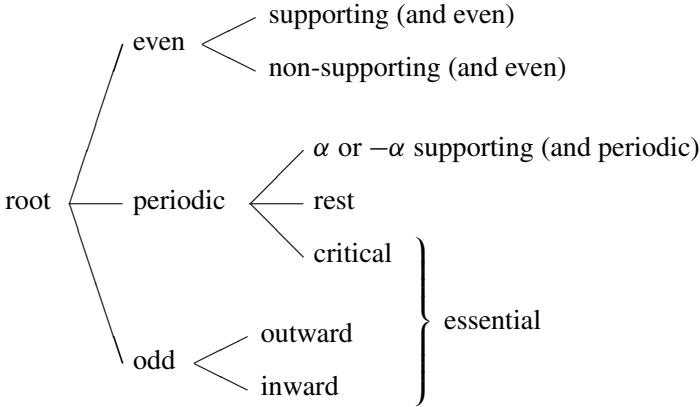 supporting (and even)
even
non-supporting (and even)
α or −α supporting (and periodic)
root
periodic
rest
critical
essential
outward
odd
inward